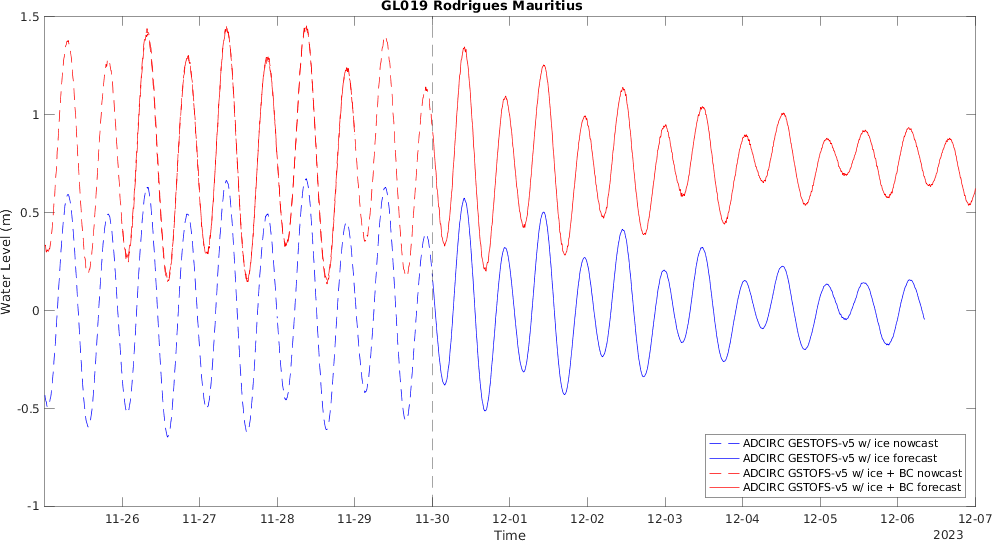 GL019 Rodrigues Mauritius
1.5
1
0.5
0
-0.5
-1
Water Level (m)
11-26 11-27 11-28 11-29 11-30 12-01 12-02 12-03 12-04 12-05 12-06 12-07
Time
2023
ADCIRC GESTOFS-v5 w/ ice nowcast
ADCIRC GESTOFS-v5 w/ ice forecast
ADCIRC GSTOFS-v5 w/ ice + BC nowcast
ADCIRC GSTOFS-v5 w/ ice + BC forecast